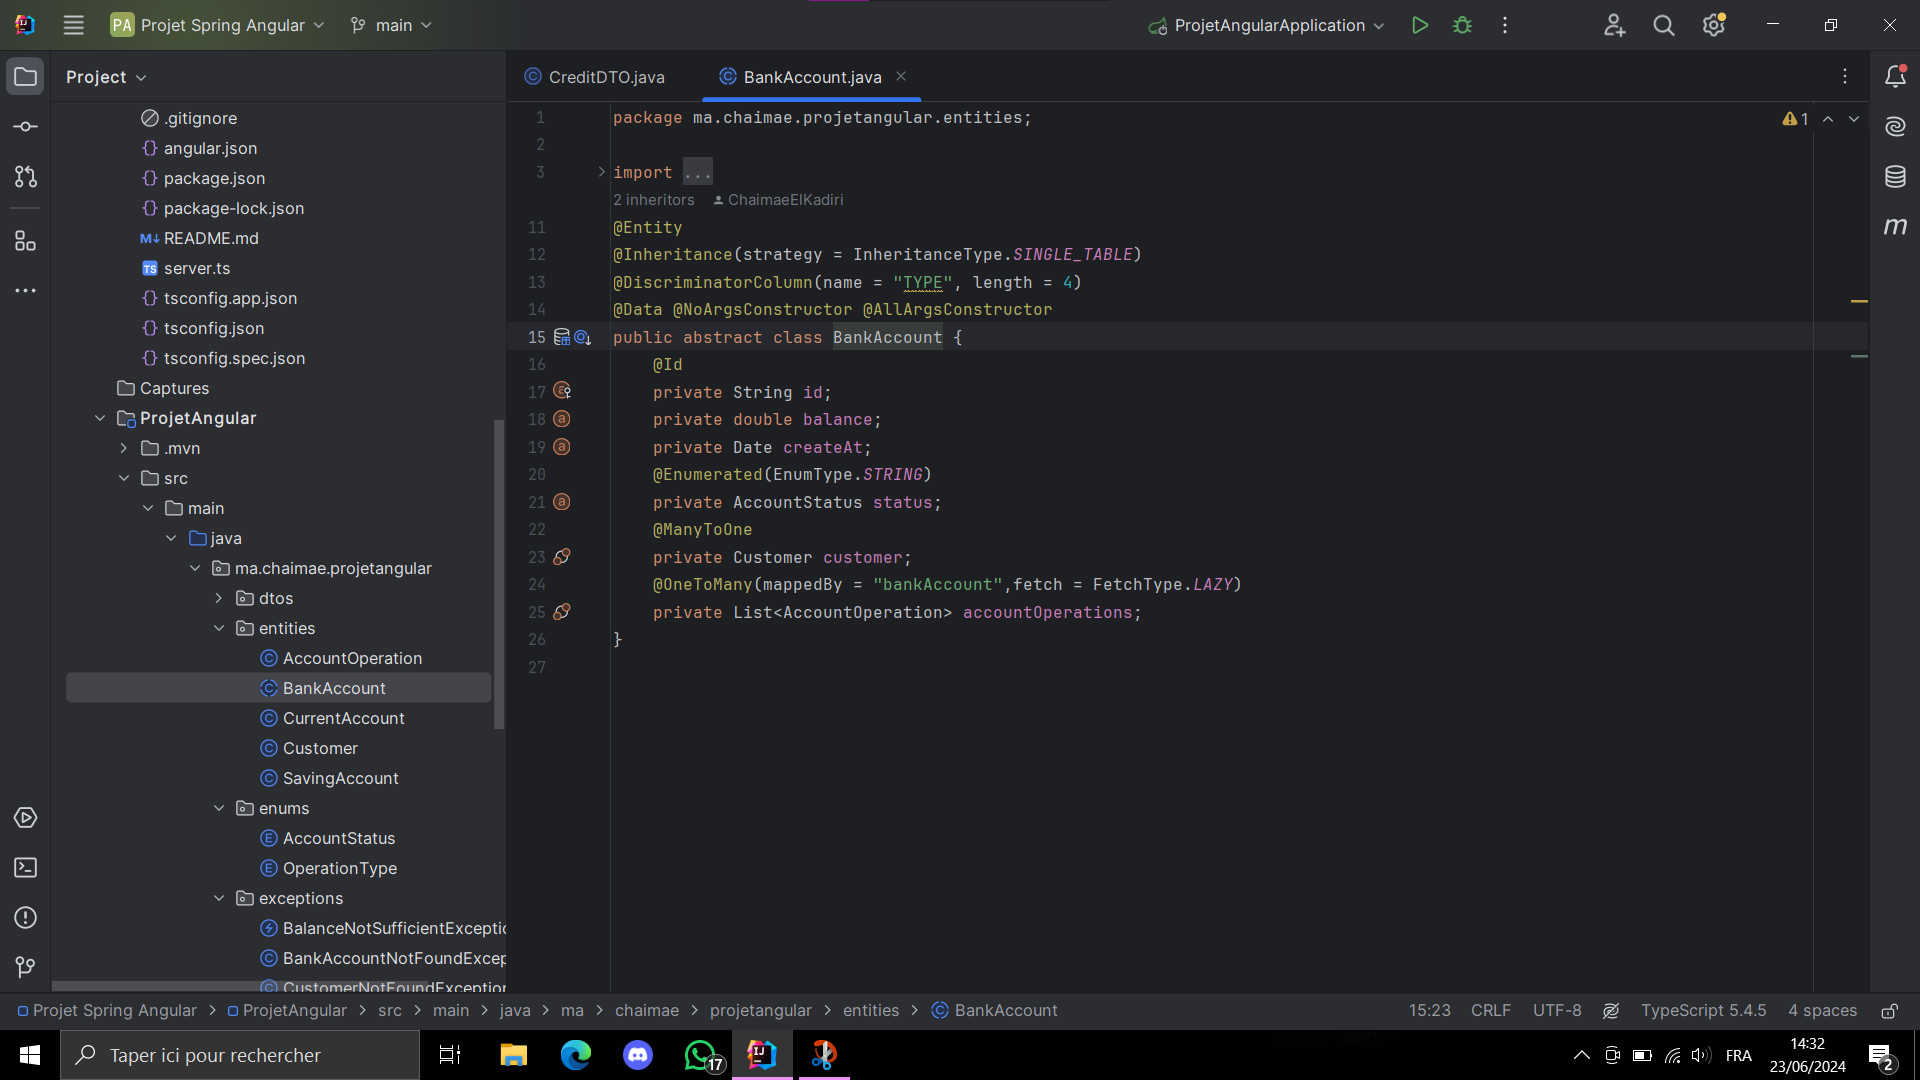 PA Projet Spring Angular main ProjetAngularApplication
Project
CreditDTO.java BankAccount.java
.gitignore
angular.json
package.json
package-lock.json
README.md
server.ts
tsconfig.app.json
tsconfig.json
tsconfig.spec.json
Captures
ProjetAngular
.mvn
src
main
java
ma.chaimae.projetangular
dtos
entities
AccountOperation
BankAccount
CurrentAccount
Customer
SavingAccount
enums
AccountStatus
OperationType
exceptions
BalanceNotSufficientExceptio
BankAccountNotFoundExcep
CustomerNotFoundException
1 package ma.chaimae.projetangular.entities;
1
2
3 import ...
2 inheritors ChaimaeElKadiri
11 @Entity
12 @Inheritance(strategy = InheritanceType.SINGLE_TABLE)
13 @DiscriminatorColumn(name = "TYPE", length = 4)
14 @Data @NoArgsConstructor @AllArgsConstructor
15 public abstract class BankAccount {
16 @Id
17 private String id;
18 private double balance;
19 private Date createAt;
20 @Enumerated(EnumType.STRING)
21 private AccountStatus status;
22 @ManyToOne
23 private Customer customer;
24 @OneToMany(mappedBy = "bankAccount",fetch = FetchType.LAZY)
25 private List<AccountOperation> accountOperations;
26 }
27
Projet Spring Angular > ProjetAngular > src > main > java > ma > chaimae > projetangular > entities > BankAccount
15:23 CRLF UTF-8 TypeScript 5.4.5 4 spaces
Taper ici pour rechercher
17
FRA
14:32
23/06/2024
2